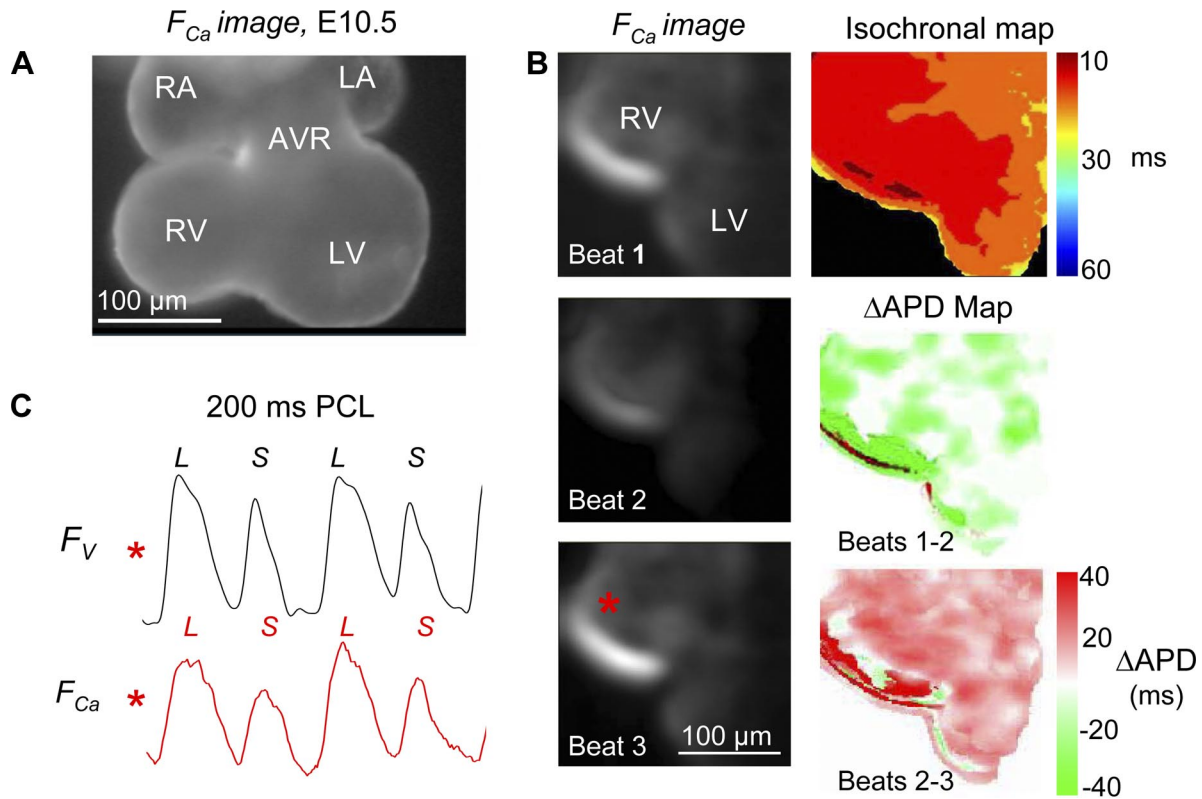 F_Ca image, E10.5
A
RA
LA
AVR
RV
LV
100 µm
B
F_Ca image
Isochronal map
RV
LV
Beat 1
10
30
ms
60
Beat 2
ΔAPD Map
Beats 1-2
*
Beat 3
100 µm
40
20
ΔAPD
(ms)
-20
-40
Beats 2-3
C
200 ms PCL
L S L S
F_V *
L S L S
F_Ca *